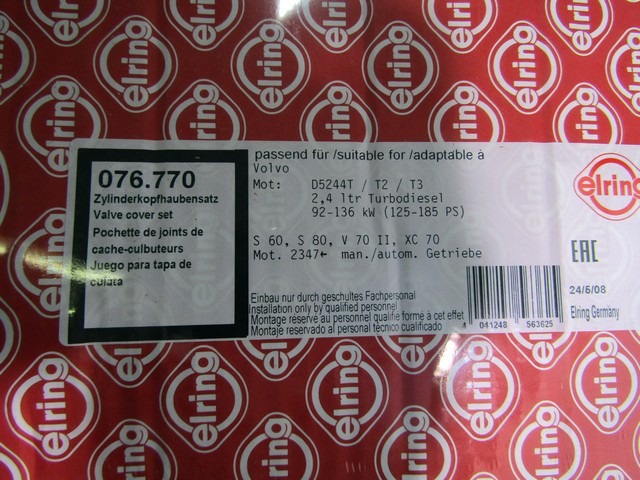 076.770
Zylinderkopfhaubensatz
Valve cover set
Pochette de joints de
cache-culbuteurs
Juego para tapa de
culata
passend für /suitable for /adaptable à
Volvo
Mot: D5244T / T2 / T3
2,4 ltr Turbodiesel
92-136 kW (125-185 PS)
S 60, S 80, V 70 II, XC 70
Mot. 2347← man./autom. Getriebe
Einbau nur durch geschultes Fachpersonal
Installation only by qualified personnel
Montage réservé au personnel qualifié formé à cet effet
Montaje reservado al personal técnico cualificado
4 041248 563625
elring
EAC
24/6/08
Elring Germany